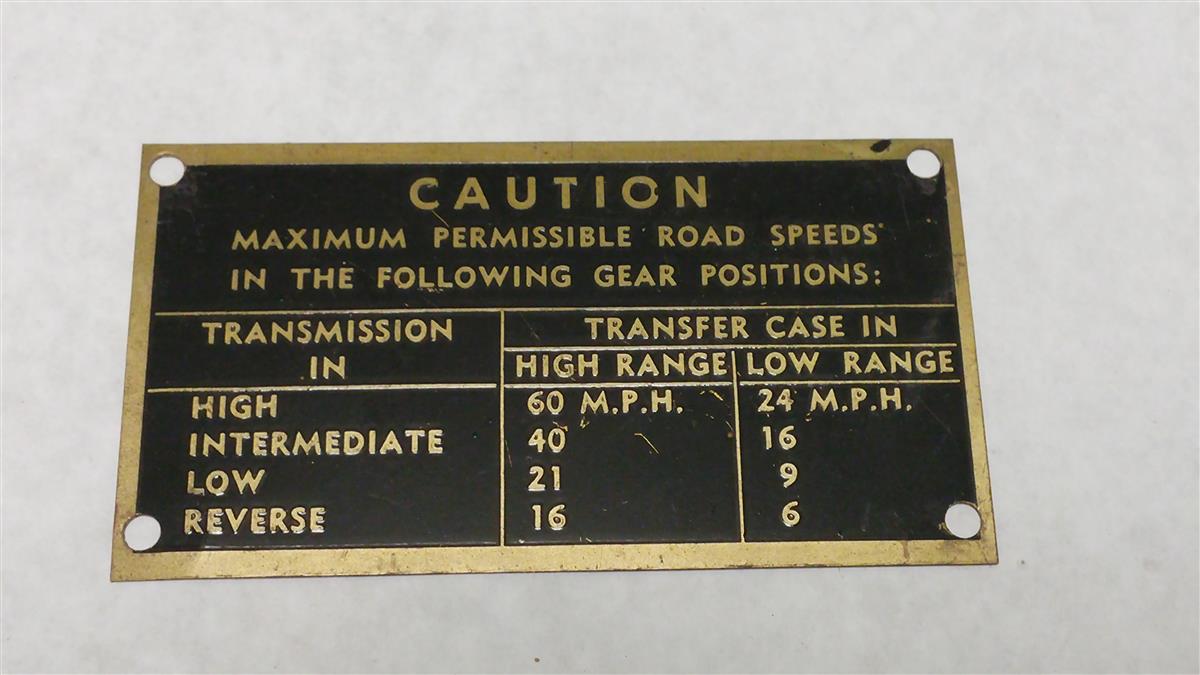 CAUTION
MAXIMUM PERMISSIBLE ROAD SPEEDS
IN THE FOLLOWING GEAR POSITIONS:
TRANSMISSION IN
TRANSFER CASE IN
HIGH RANGE LOW RANGE
HIGH 60 M.P.H. 24 M.P.H.
INTERMEDIATE 40 16
LOW 21 9
REVERSE 16 6